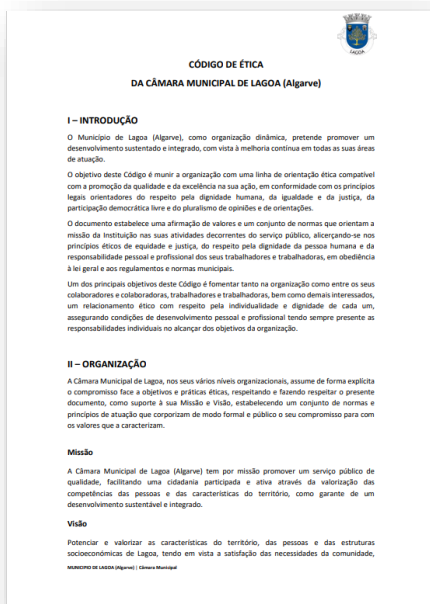 LAGOA
CÓDIGO DE ÉTICA
DA CÂMARA MUNICIPAL DE LAGOA (Algarve)
I – INTRODUÇÃO
O Município de Lagoa (Algarve), como organização dinâmica, pretende promover um
desenvolvimento sustentado e integrado, com vista à melhoria contínua em todas as suas áreas
de atuação.
O objetivo deste Código é munir a organização com uma linha de orientação ética compatível
com a promoção da qualidade e da excelência na sua ação, em conformidade com os princípios
legais orientadores do respeito pela dignidade humana, da igualdade e da justiça, da
participação democrática livre e do pluralismo de opiniões e de orientações.
O documento estabelece uma afirmação de valores e um conjunto de normas que orientam a
missão da Instituição nas suas atividades decorrentes do serviço público, alicerçando-se nos
princípios éticos de equidade e justiça, do respeito pela dignidade da pessoa humana e da
responsabilidade pessoal e profissional dos seus trabalhadores e trabalhadoras, em obediência
à lei geral e aos regulamentos e normas municipais.
Um dos principais objetivos deste Código é fomentar tanto na organização como entre os seus
colaboradores e colaboradoras, trabalhadores e trabalhadoras, bem como demais interessados,
um relacionamento ético com respeito pela individualidade e dignidade de cada um,
assegurando condições de desenvolvimento pessoal e profissional tendo sempre presente as
responsabilidades individuais no alcançar dos objetivos da organização.
II – ORGANIZAÇÃO
A Câmara Municipal de Lagoa, nos seus vários níveis organizacionais, assume de forma explícita
o compromisso face a objetivos e práticas éticas, respeitando e fazendo respeitar o presente
documento, como suporte à sua Missão e Visão, estabelecendo um conjunto de normas e
princípios de atuação que corporizam de modo formal e público o seu compromisso para com
os valores que a caracterizam.
Missão
A Câmara Municipal de Lagoa (Algarve) tem por missão promover um serviço público de
qualidade, facilitando uma cidadania participada e ativa através da valorização das
competências das pessoas e das características do território, como garante de um
desenvolvimento sustentável e integrado.
Visão
Potenciar e valorizar as características do território, das pessoas e das estruturas
socioeconómicas de Lagoa, tendo em vista a satisfação das necessidades da comunidade,
MUNICIPIO DE LAGOA (Algarve) | Câmara Municipal